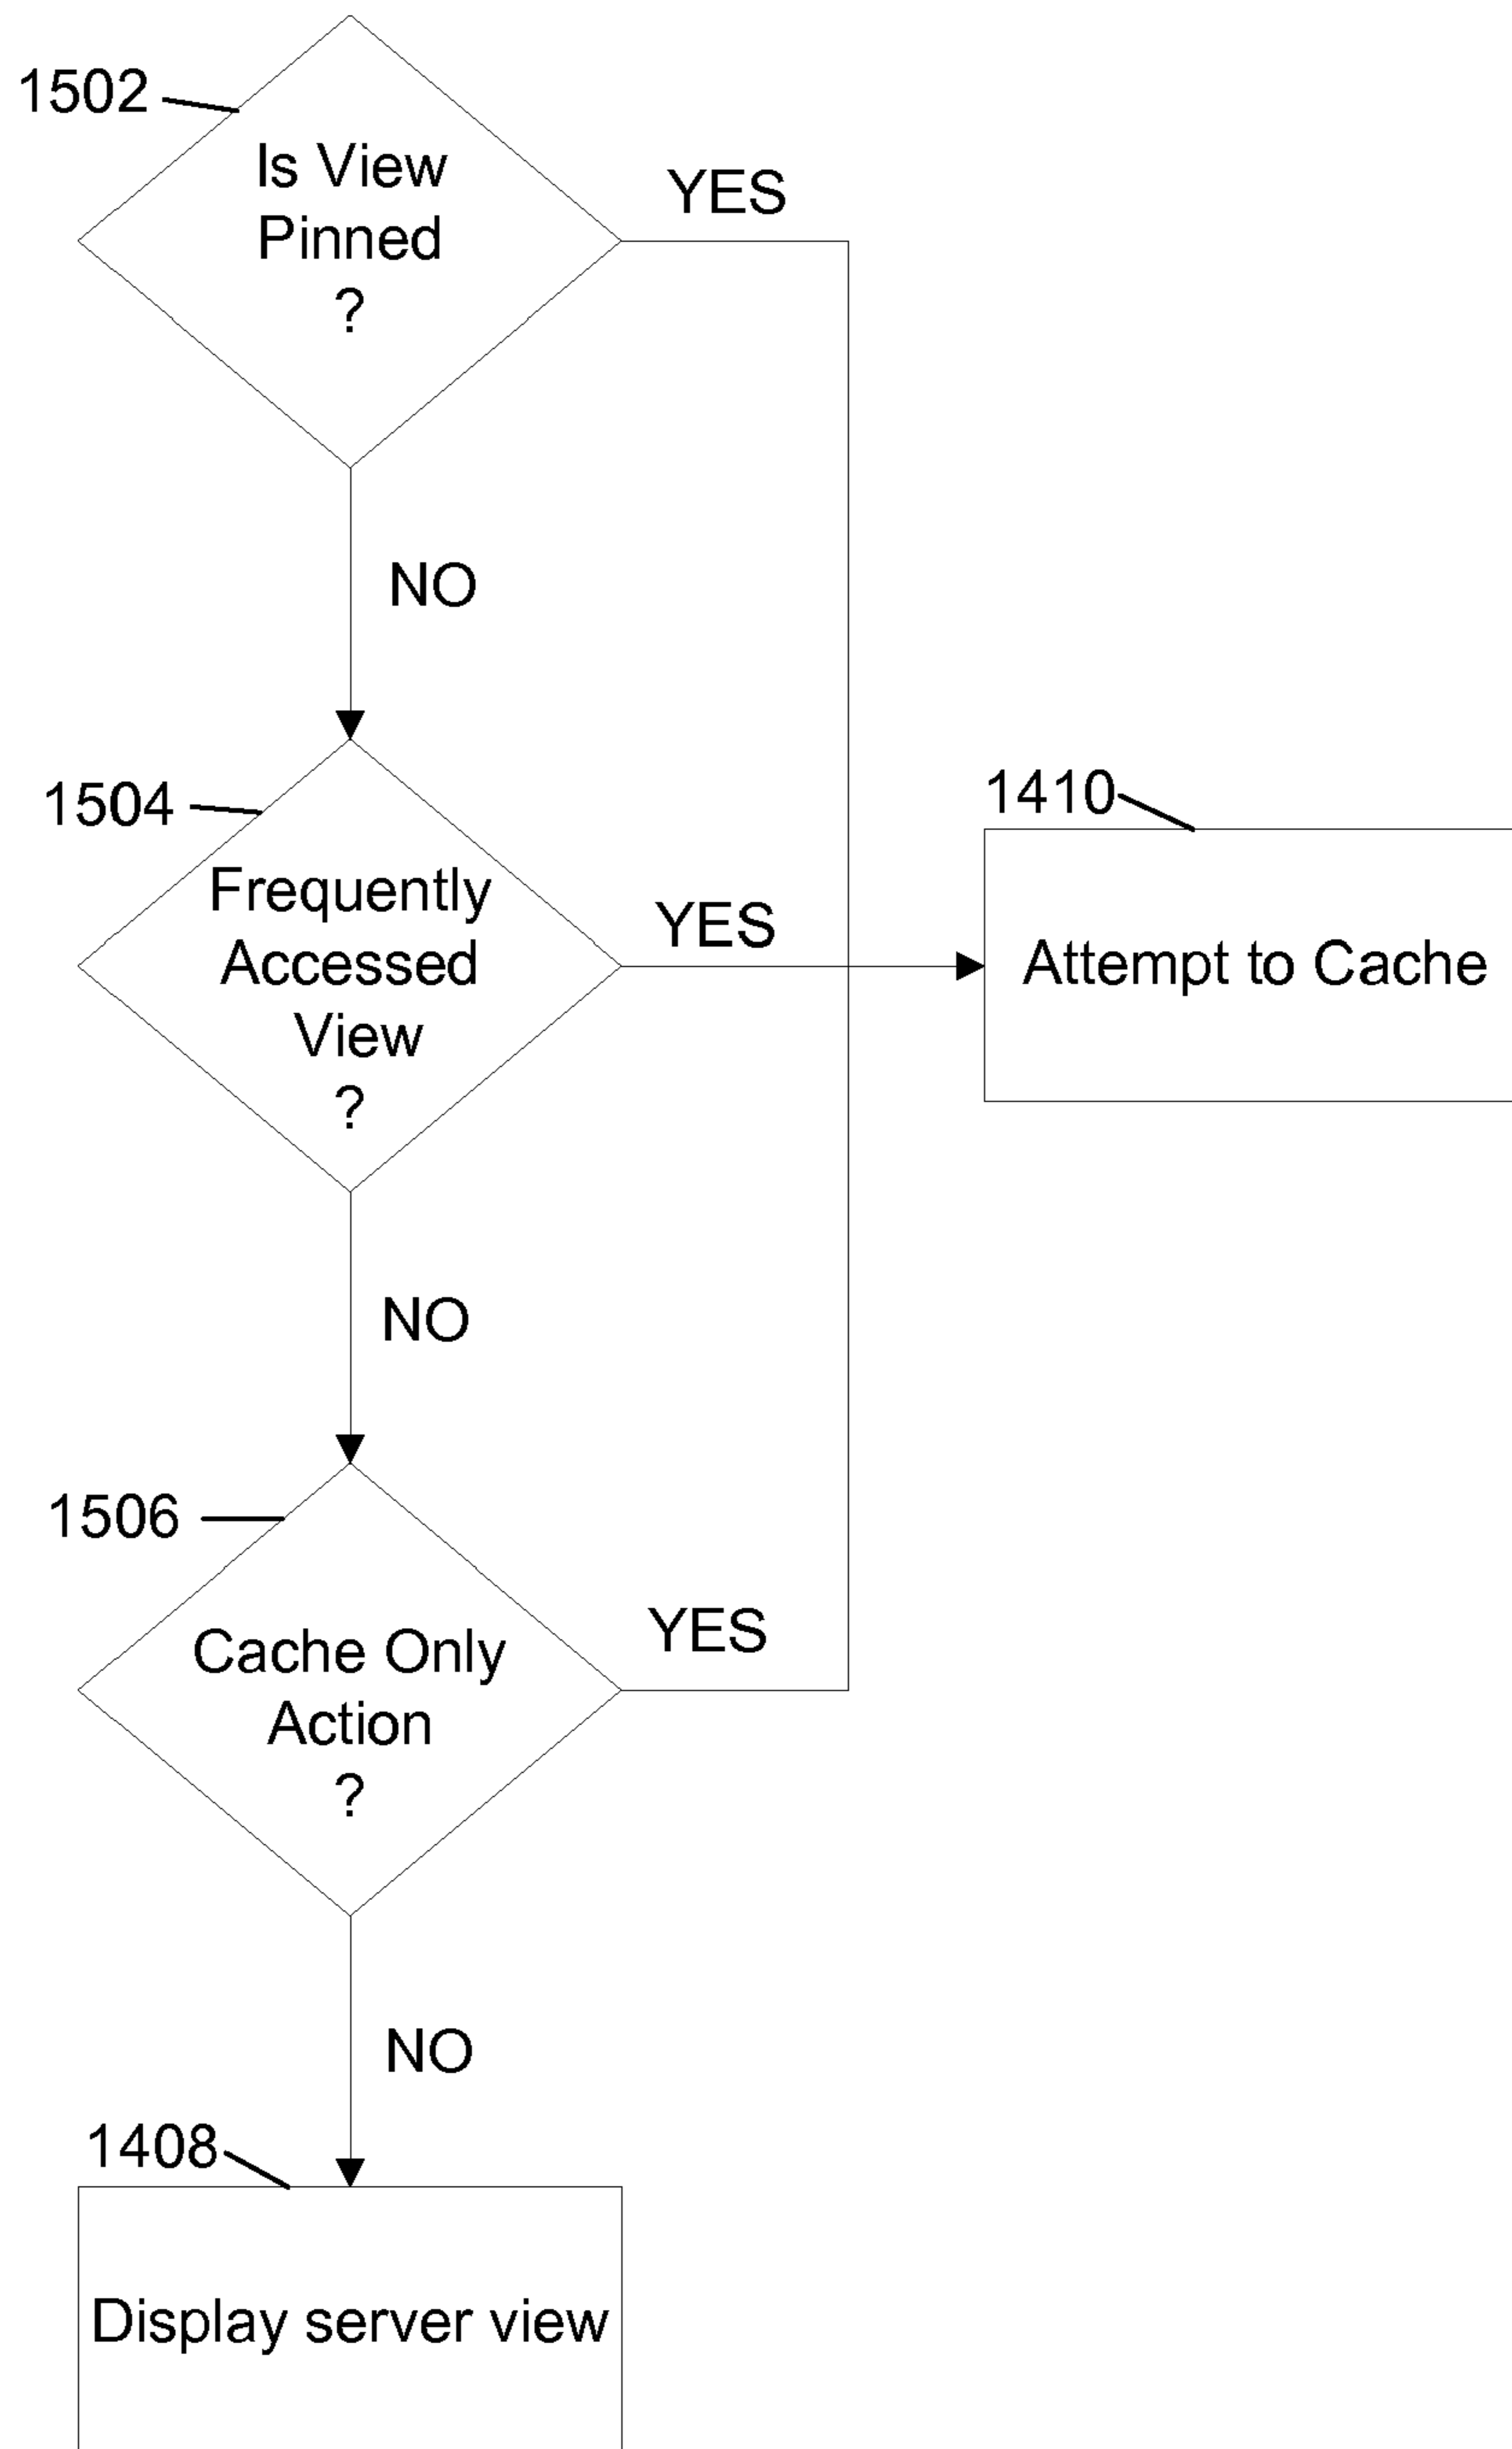 1502
Is View
Pinned
?
YES
NO
1504
Frequently
Accessed
View
?
YES
1410
Attempt to Cache
NO
1506
Cache Only
Action
?
YES
NO
1408
Display server view